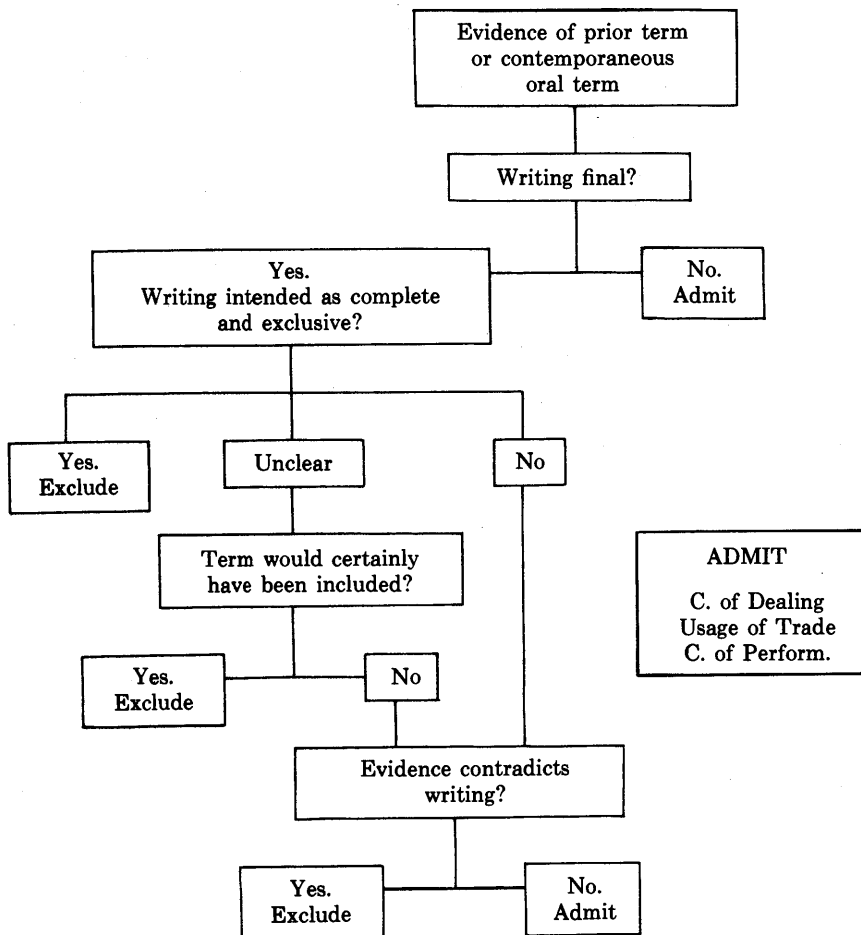 Evidence of prior term
or contemporaneous
oral term
Writing final?
Yes.
Writing intended as complete
and exclusive?
No.
Admit
Yes.
Exclude
Unclear
No
Term would certainly
have been included?
ADMIT
C. of Dealing
Usage of Trade
C. of Perform.
Yes.
Exclude
No
Evidence contradicts
writing?
Yes.
Exclude
No.
Admit